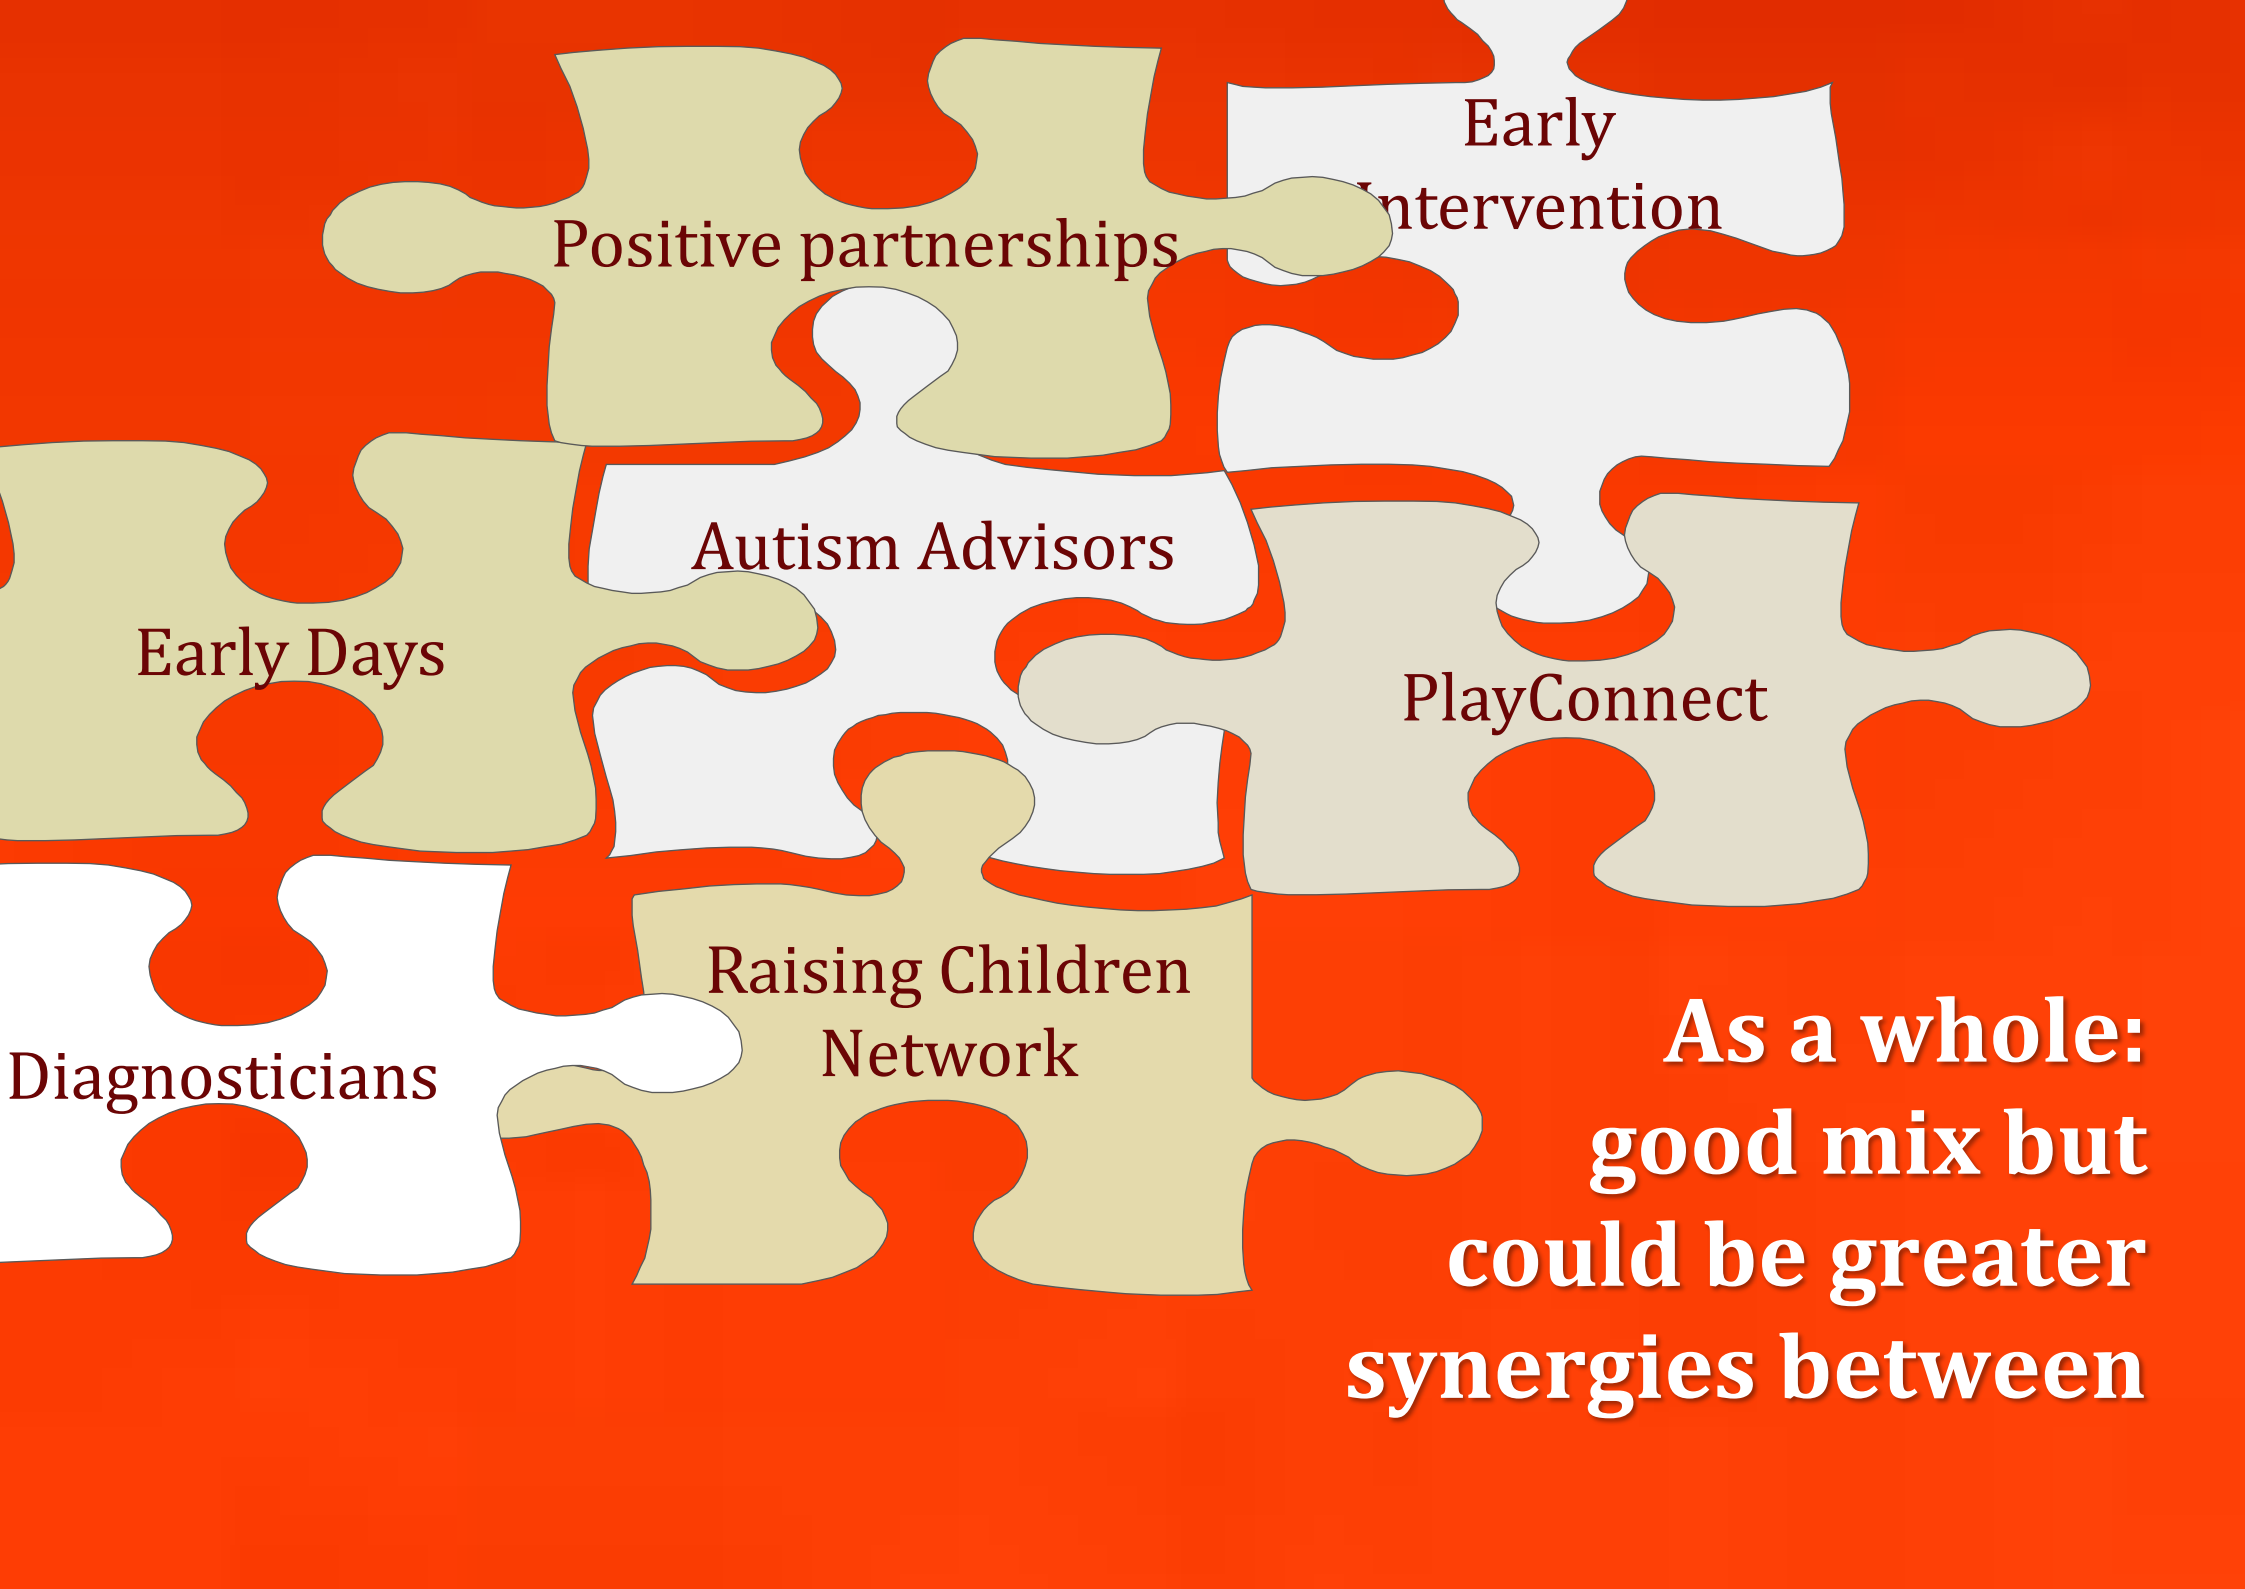 Early
Intervention
Positive partnerships
Autism Advisors
Early Days
PlayConnect
Raising Children
Network
Diagnosticians
As a whole:
good mix but
could be greater
synergies between